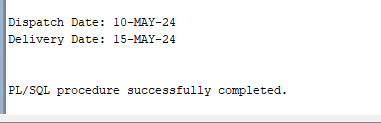 Dispatch Date: 10-MAY-24
Delivery Date: 15-MAY-24
PL/SQL procedure successfully completed.